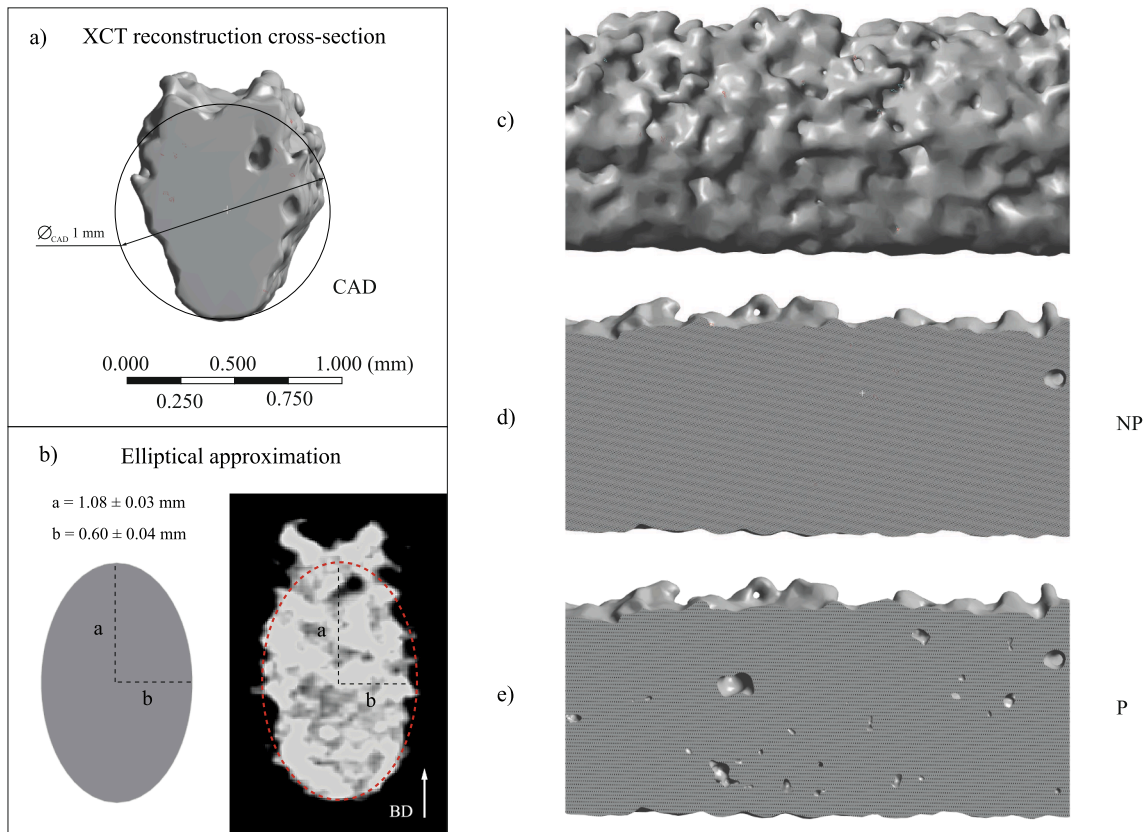 a) XCT reconstruction cross-section
∅CAD 1 mm
CAD
0.000 0.500 1.000 (mm)
0.250 0.750
b) Elliptical approximation
a = 1.08 ± 0.03 mm
b = 0.60 ± 0.04 mm
a
b
a
b
BD
c)
d)
NP
e)
P